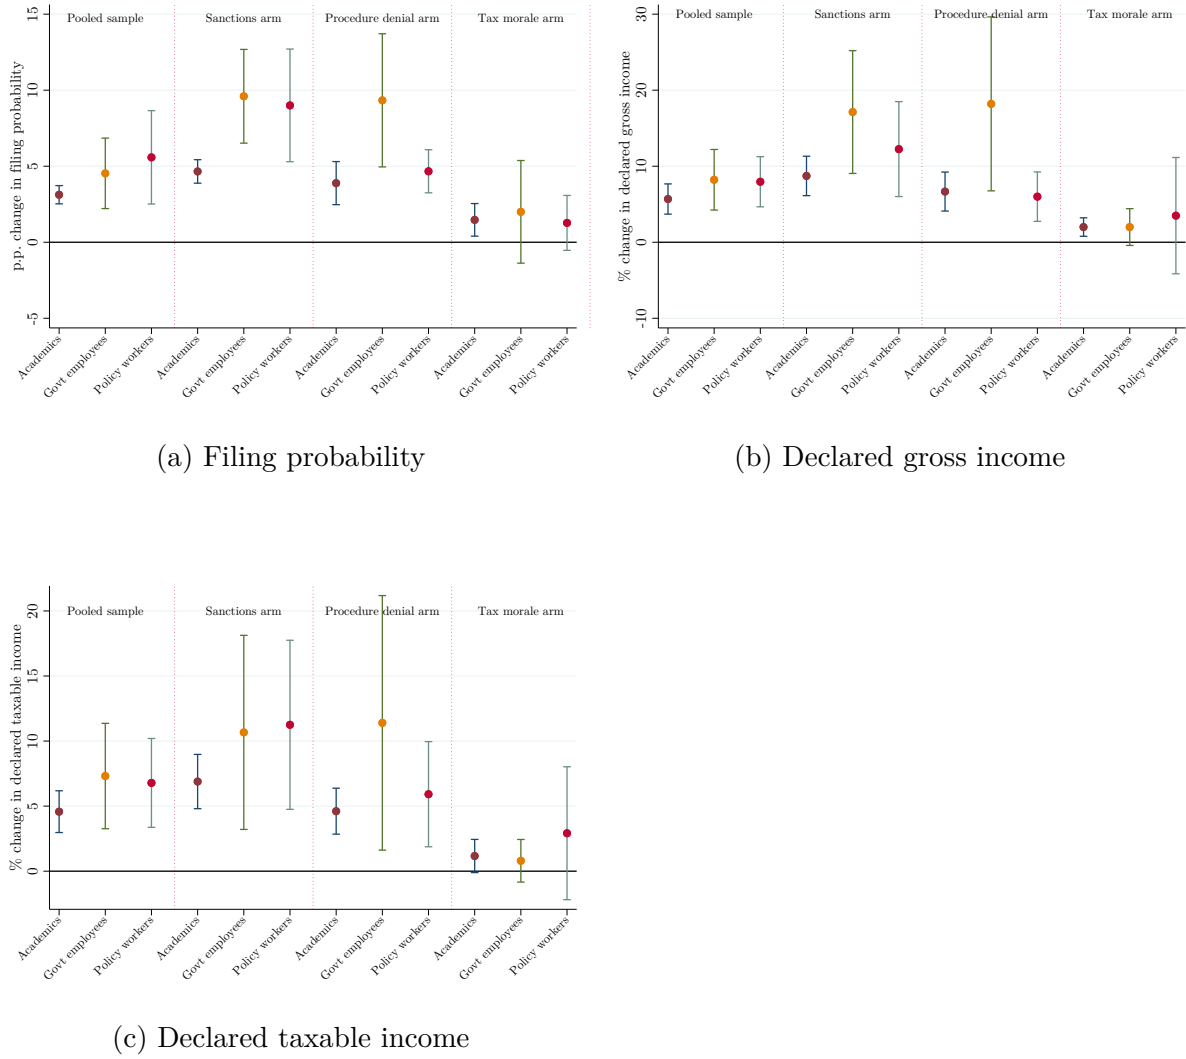 Pooled sample Sanctions arm Procedure denial arm Tax morale arm
p.p. change in filing probability
15
10
5
0
-5
Academics Govt employees Policy workers Academics Govt employees Policy workers Academics Govt employees Policy workers Academics Govt employees Policy workers
(a) Filing probability
Pooled sample Sanctions arm Procedure denial arm Tax morale arm
% change in declared gross income
30
20
10
0
-10
Academics Govt employees Policy workers Academics Govt employees Policy workers Academics Govt employees Policy workers Academics Govt employees Policy workers
(b) Declared gross income
Pooled sample Sanctions arm Procedure denial arm Tax morale arm
% change in declared taxable income
20
15
10
5
0
Academics Govt employees Policy workers Academics Govt employees Policy workers Academics Govt employees Policy workers Academics Govt employees Policy workers
(c) Declared taxable income